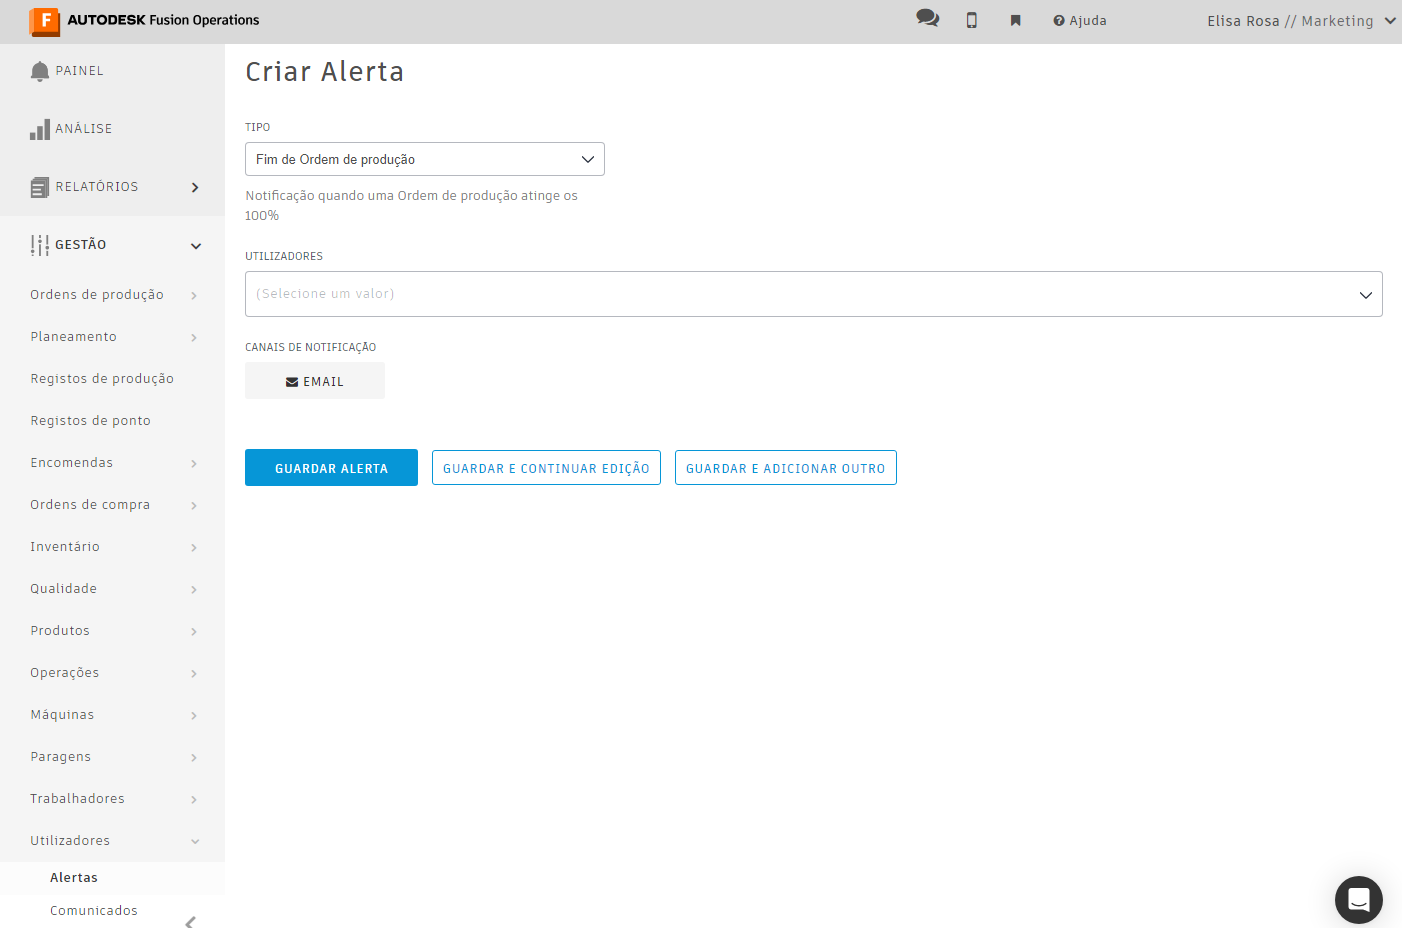 F AUTODESK Fusion Operations
Ajuda
Elisa Rosa // Marketing
PAINEL
ANÁLISE
RELATÓRIOS
GESTÃO
Ordens de produção
Planeamento
Registos de produção
Registos de ponto
Encomendas
Ordens de compra
Inventário
Qualidade
Produtos
Operações
Máquinas
Paragens
Trabalhadores
Utilizadores
Alertas
Comunicados
Criar Alerta
TIPO
Fim de Ordem de produção
Notificação quando uma Ordem de produção atinge os
100%
UTILIZADORES
(Selecione um valor)
CANAIS DE NOTIFICAÇÃO
EMAIL
GUARDAR ALERTA
GUARDAR E CONTINUAR EDIÇÃO
GUARDAR E ADICIONAR OUTRO